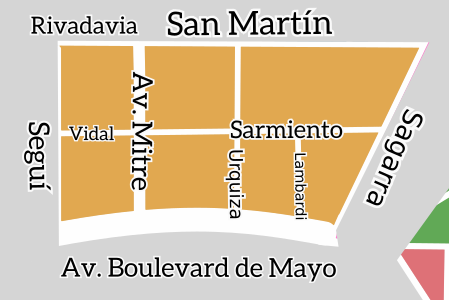 Rivadavia
San Martín
Av. Mitre
Vidal
Sarmiento
Seguí
Urquiza
Lambardi
Sagarra
Av. Boulevard de Mayo